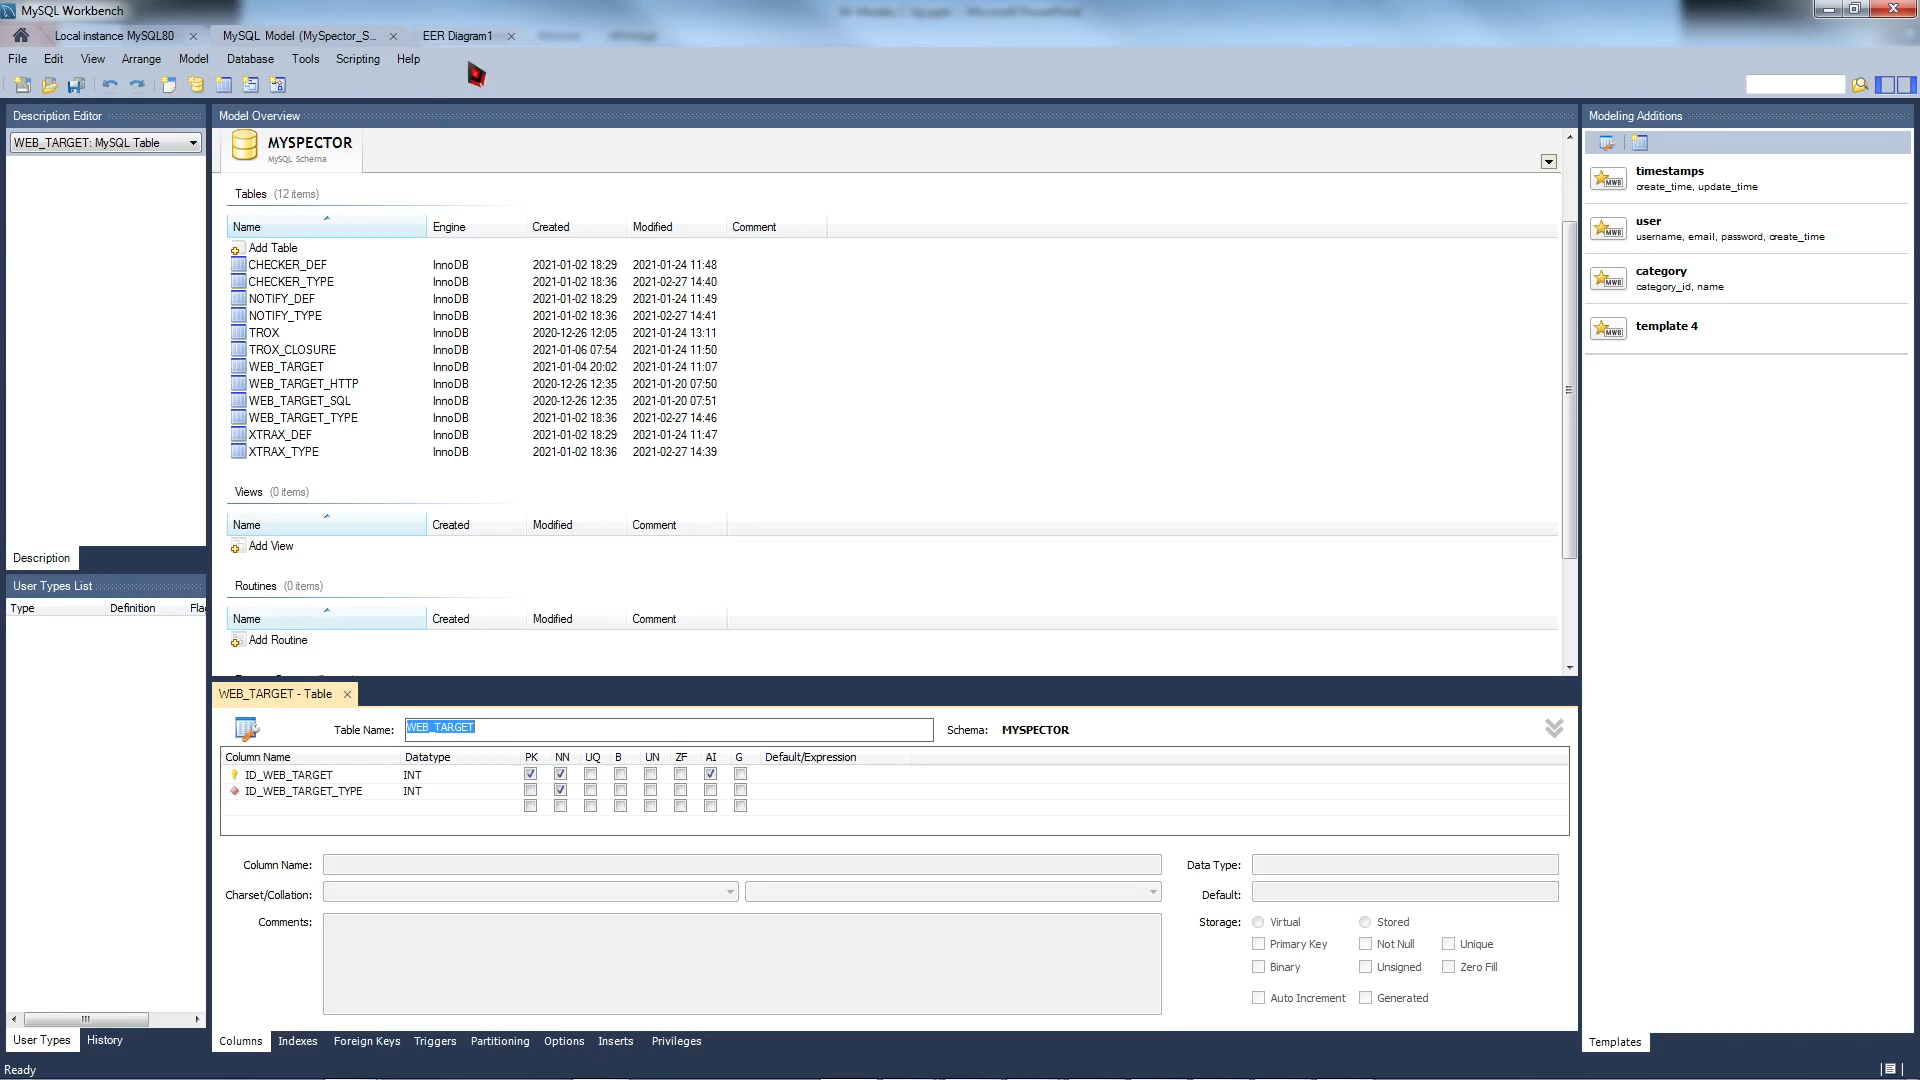 MySQL Workbench
Local instance MySQL80
MySQL Model (MySpector_S...
EER Diagram1
File Edit View Arrange Model Database Tools Scripting Help
Description Editor
WEB_TARGET: MySQL Table
Description
User Types List
Type Definition Flag
User Types History
Model Overview
MYSPECTOR
MySQL Schema
Tables (12 items)
Name Engine Created Modified Comment
Add Table
CHECKER_DEF InnoDB 2021-01-02 18:29 2021-01-24 11:48
CHECKER_TYPE InnoDB 2021-01-02 18:36 2021-02-27 14:40
NOTIFY_DEF InnoDB 2021-01-02 18:29 2021-01-24 11:49
NOTIFY_TYPE InnoDB 2021-01-02 18:36 2021-02-27 14:41
TROX InnoDB 2020-12-26 12:05 2021-01-24 13:11
TROX_CLOSURE InnoDB 2021-01-06 07:54 2021-01-24 11:50
WEB_TARGET InnoDB 2021-01-04 20:02 2021-01-24 11:07
WEB_TARGET_HTTP InnoDB 2020-12-26 12:35 2021-01-20 07:50
WEB_TARGET_SQL InnoDB 2020-12-26 12:35 2021-01-20 07:51
WEB_TARGET_TYPE InnoDB 2021-01-02 18:36 2021-02-27 14:46
XTRAX_DEF InnoDB 2021-01-02 18:29 2021-01-24 11:47
XTRAX_TYPE InnoDB 2021-01-02 18:36 2021-02-27 14:39
Views (0 items)
Name Created Modified Comment
Add View
Routines (0 items)
Name Created Modified Comment
Add Routine
WEB_TARGET - Table
Table Name: WEB_TARGET Schema: MYSPECTOR
Column Name Datatype PK NN UQ B UN ZF AI G Default/Expression
ID_WEB_TARGET INT
ID_WEB_TARGET_TYPE INT
Column Name: Data Type:
Charset/Collation: Default:
Comments: Storage: Virtual Stored
Primary Key Not Null Unique
Binary Unsigned Zero Fill
Auto Increment Generated
Columns Indexes Foreign Keys Triggers Partitioning Options Inserts Privileges
Modeling Additions
MWB
timestamps
create_time, update_time
MWB
user
username, email, password, create_time
MWB
category
category_id, name
MWB
template 4
Templates
Ready